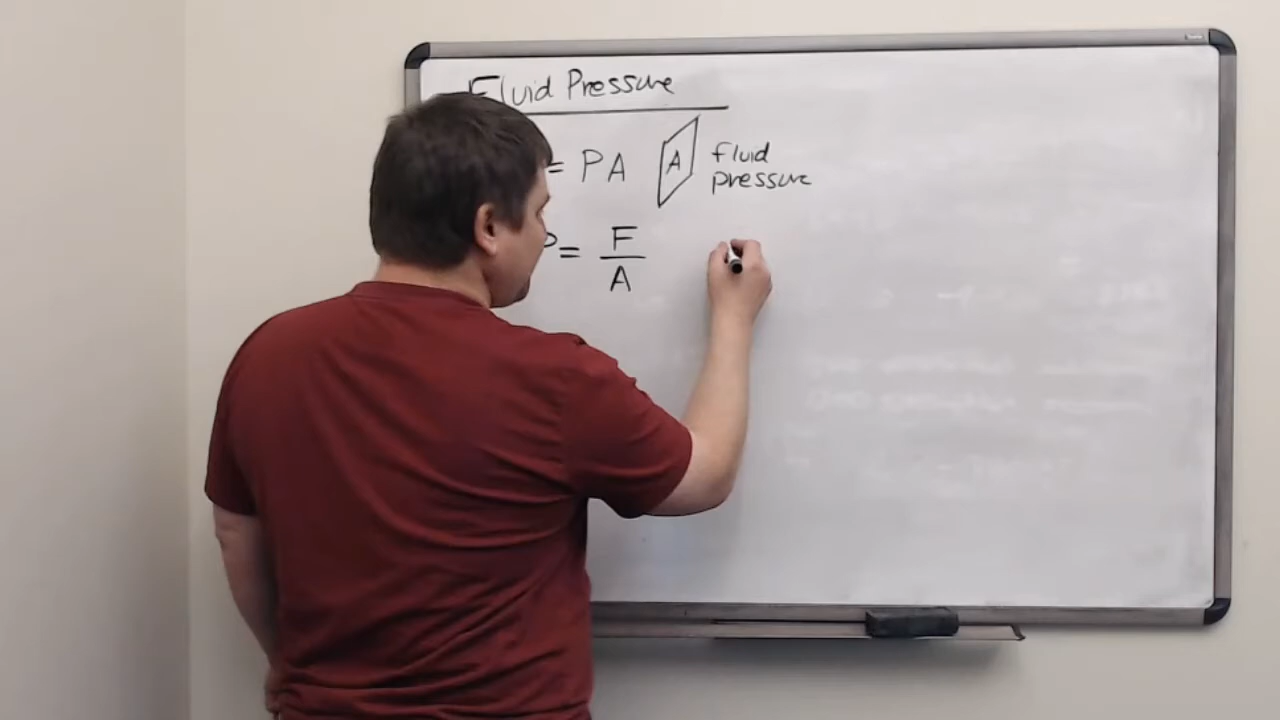 Fluid Pressure
= PA A fluid
pressure
P = F
A